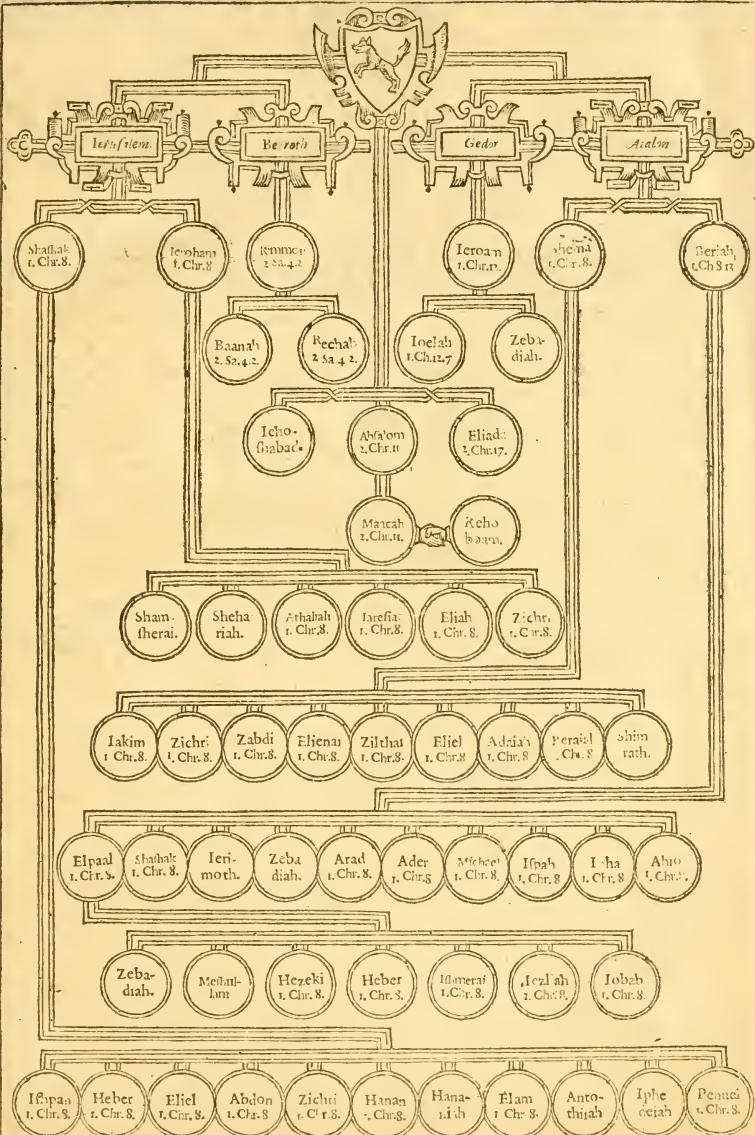 Beeroth
Gedor
Aialon
Shashak
1. Chr. 8.
Ieroham
1. Chr. 8
Rimmon
2 Sa. 4. 2
Ieroam
1. Chr. 12.
Shema
1. Chr. 8.
Beriah,
1. Ch 8 13
Baanah
2. Sa. 4. 2.
Rechab
2 Sa. 4 2.
Ioelah
1. Ch. 12. 7
Zeba-
diah.
Ieho-
shabad.
Absalom
2. Chr. 11
Eliada
2. Chr. 17.
Maacah
2. Chr. 11.
Reho
boam.
Sham-
sherai.
Sheha
riah.
Athaliah
1. Chr. 8.
Iaresia
1. Chr. 8.
Eliah
1. Chr. 8.
Zichri
1. Chr. 8.
Iakim
1 Chr. 8.
Zichri
1. Chr. 8.
Zabdi
1. Chr. 8.
Elienai
1. Chr. 8.
Zilthai
1. Chr. 8.
Eliel
1. Chr. 8
Adaiah
1. Chr. 8
Beraial
. Chr. 8
Shim
rath.
Elpaal
1. Chr. 8.
Shashak
1. Chr. 8.
Ieri-
moth.
Zeba
diah.
Arad
1. Chr. 8.
Ader
1. Chr. 8
Michael
1. Chr. 8.
Ispah
1. Chr. 8
1. Chr. 8
Ahio
1. Chr. 8.
Zeba-
diah.
Meshul-
lam
Hezeki
1. Chr. 8.
Heber
1. Chr. 8.
Ishmerai
1. Chr. 8.
Iezliah
1. Chr. 8.
Iobab
1. Chr. 8.
Ishpan
1. Chr. 8.
Heber
1. Chr. 8.
Eliel
1. Chr. 8.
Abdon
1. Chr. 8
Zichri
1. Chr. 8.
Hanan
1. Chr. 8.
Hana-
niah
Elam
1 Chr 8.
Anto-
thijah
Iphe
deiah
1. Chr. 8.